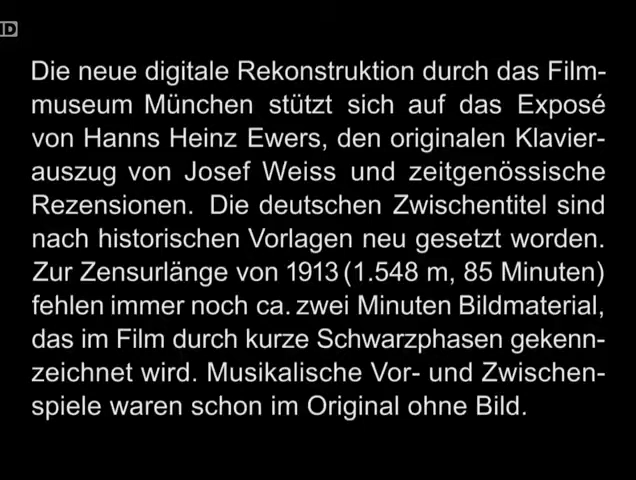 Die neue digitale Rekonstruktion durch das Film-
museum München stützt sich auf das Exposé
von Hanns Heinz Ewers, den originalen Klavier-
auszug von Josef Weiss und zeitgenössische
Rezensionen. Die deutschen Zwischentitel sind
nach historischen Vorlagen neu gesetzt worden.
Zur Zensurlänge von 1913 (1.548 m, 85 Minuten)
fehlen immer noch ca. zwei Minuten Bildmaterial,
das im Film durch kurze Schwarzphasen gekenn-
zeichnet wird. Musikalische Vor- und Zwischen-
spiele waren schon im Original ohne Bild.